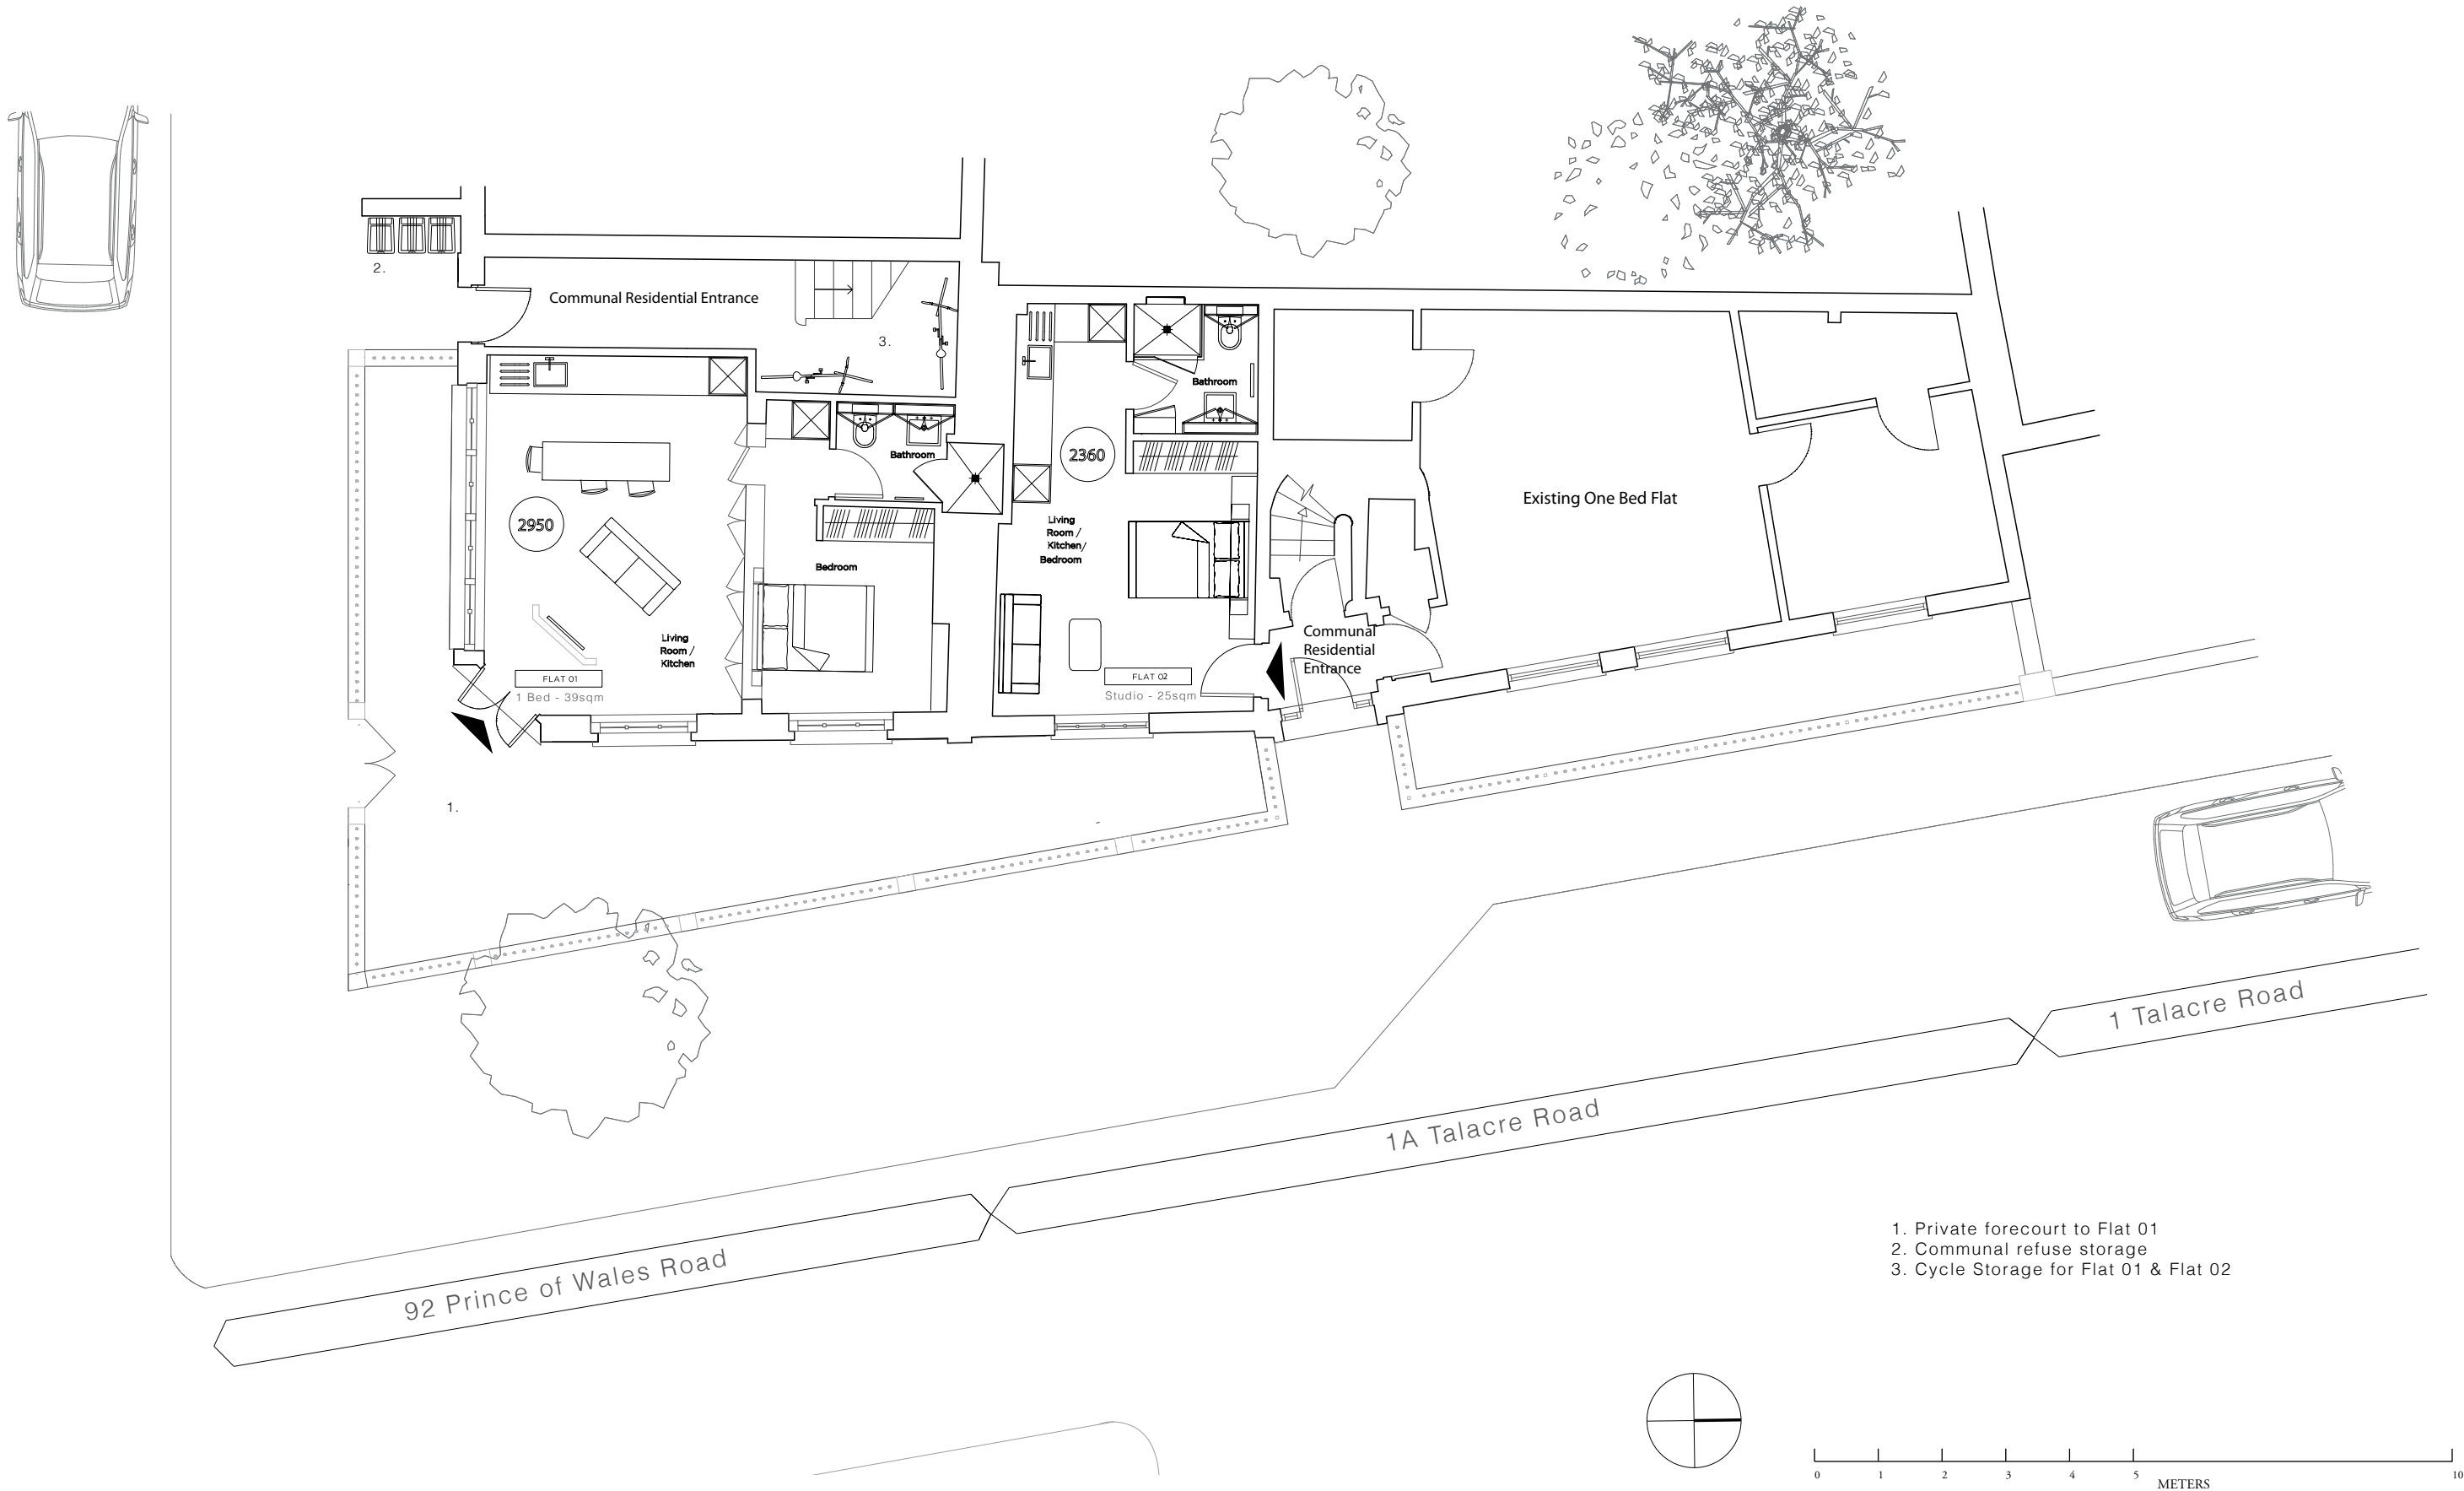 2.
Communal Residential Entrance
3.
Bathroom
Bathroom
2360
2950
Existing One Bed Flat
Living
Room /
Kitchen/
Bedroom
Bedroom
Living
Room /
Kitchen
Communal
Residential
Entrance
FLAT 01
1 Bed - 39sqm
FLAT 02
Studio - 25sqm
1.
1 Talacre Road
1A Talacre Road
92 Prince of Wales Road
1. Private forecourt to Flat 01
2. Communal refuse storage
3. Cycle Storage for Flat 01 & Flat 02
0 1 2 3 4 5 10
METERS